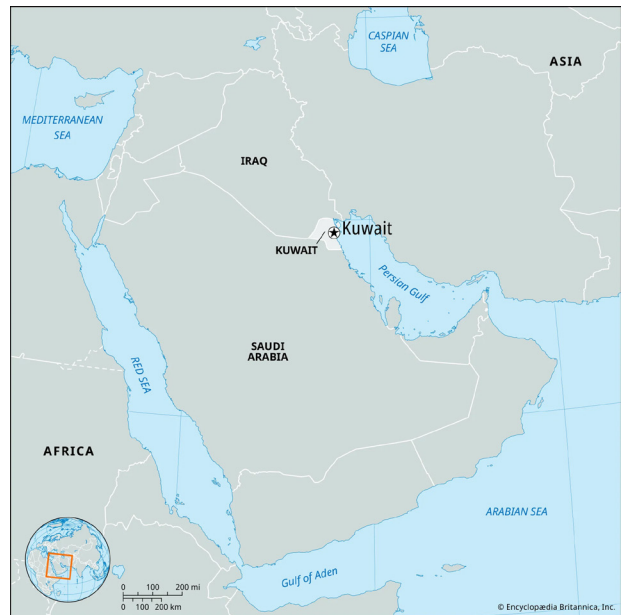 CASPIAN
SEA
ASIA
MEDITERRANEAN
SEA
IRAQ
Kuwait
KUWAIT
Persian Gulf
SAUDI
ARABIA
RED SEA
AFRICA
ARABIAN SEA
Gulf of Aden
0 100 200 mi
0 100 200 km
© Encyclopædia Britannica, Inc.